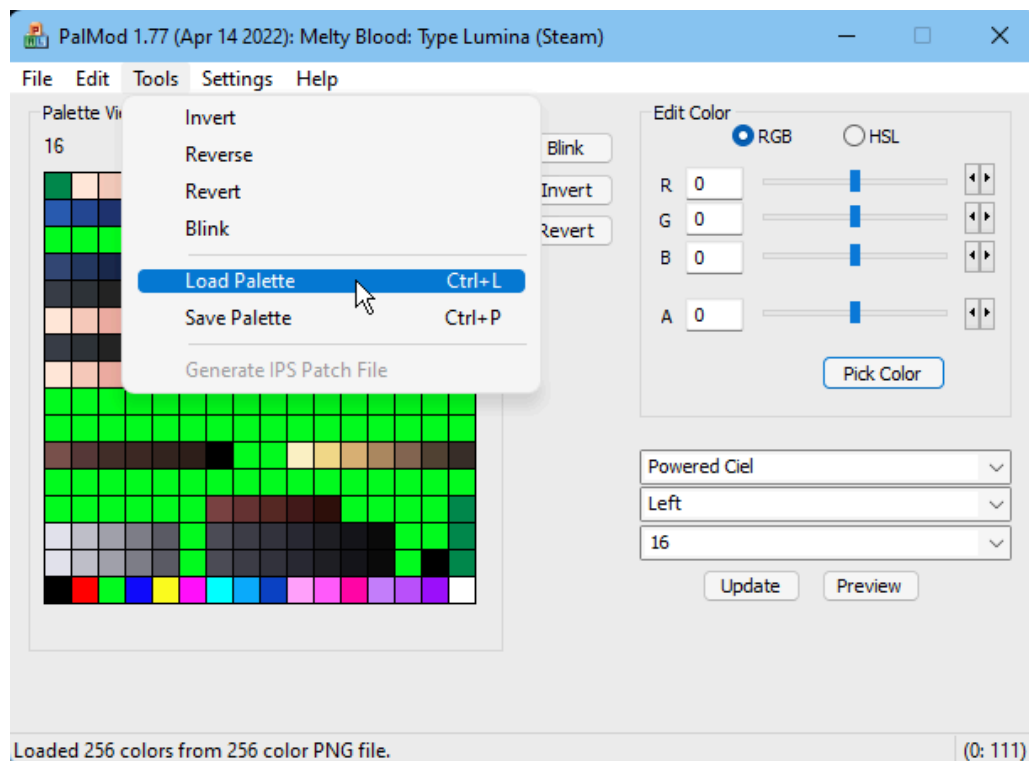 PalMod 1.77 (Apr 14 2022): Melty Blood: Type Lumina (Steam)
File Edit Tools Settings Help
Palette Vi
16
Invert
Reverse
Revert
Blink
Load Palette Ctrl+L
Save Palette Ctrl+P
Generate IPS Patch File
Blink
Invert
Revert
Edit Color
RGB HSL
R 0
G 0
B 0
A 0
Pick Color
Powered Ciel
Left
16
Update Preview
Loaded 256 colors from 256 color PNG file. (0: 111)